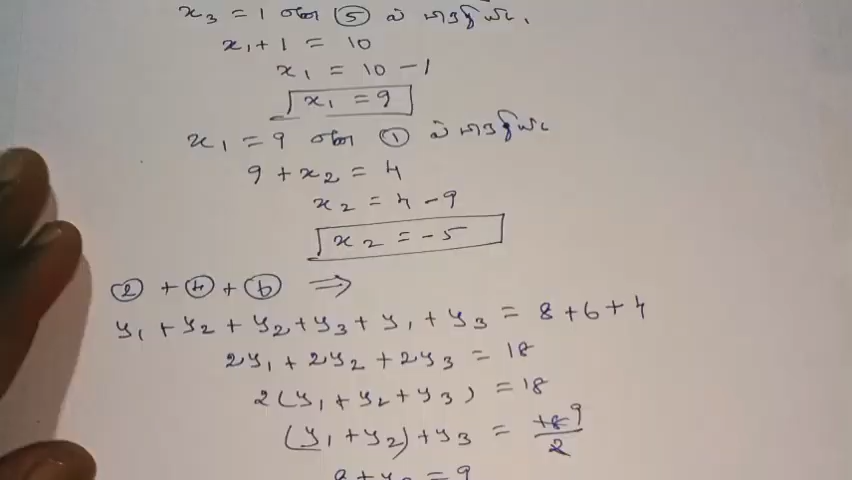 x₃ = 1 என ⑤ ல் பிரதியிட,
x₁ + 1 = 10
x₁ = 10 - 1
x₁ = 9
x₁ = 9 என ① ல் பிரதியிட
9 + x₂ = 4
x₂ = 4 - 9
x₂ = -5
② + ④ + ⑥ ⇒
y₁ + y₂ + y₂ + y₃ + y₁ + y₃ = 8 + 6 + 4
2y₁ + 2y₂ + 2y₃ = 18
2(y₁ + y₂ + y₃) = 18
(y₁ + y₂) + y₃ = 18/2 9
= 9